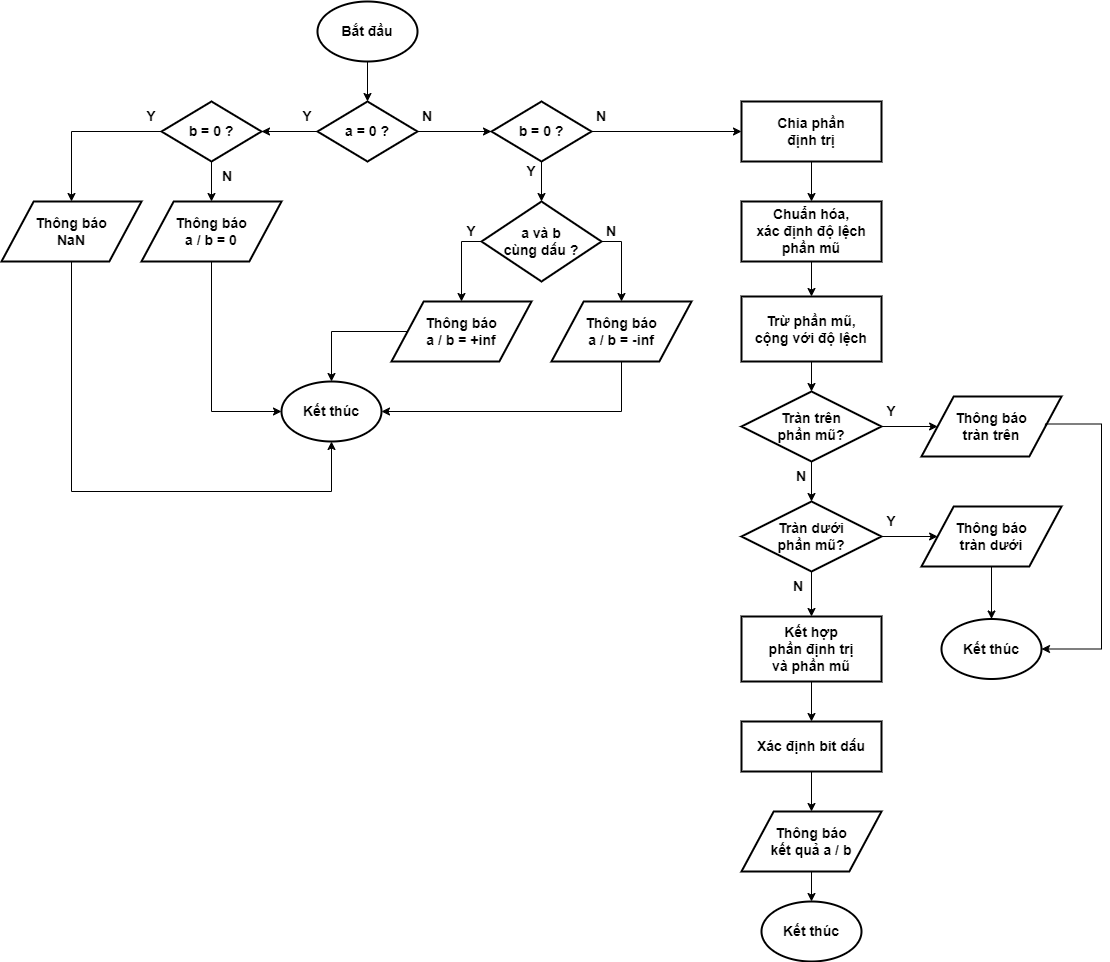 Bắt đầu
Y
b = 0 ?
Y
a = 0 ?
N
b = 0 ?
N
Chia phần
định trị
N
Y
Thông báo
NaN
Thông báo
a / b = 0
Y
a và b
cùng dấu ?
N
Chuẩn hóa,
xác định độ lệch
phần mũ
Thông báo
a / b = +inf
Thông báo
a / b = -inf
Trừ phần mũ,
cộng với độ lệch
Kết thúc
Tràn trên
phần mũ?
Y
Thông báo
tràn trên
N
Tràn dưới
phần mũ?
Y
Thông báo
tràn dưới
N
Kết hợp
phần định trị
và phần mũ
Kết thúc
Xác định bit dấu
Thông báo
kết quả a / b
Kết thúc